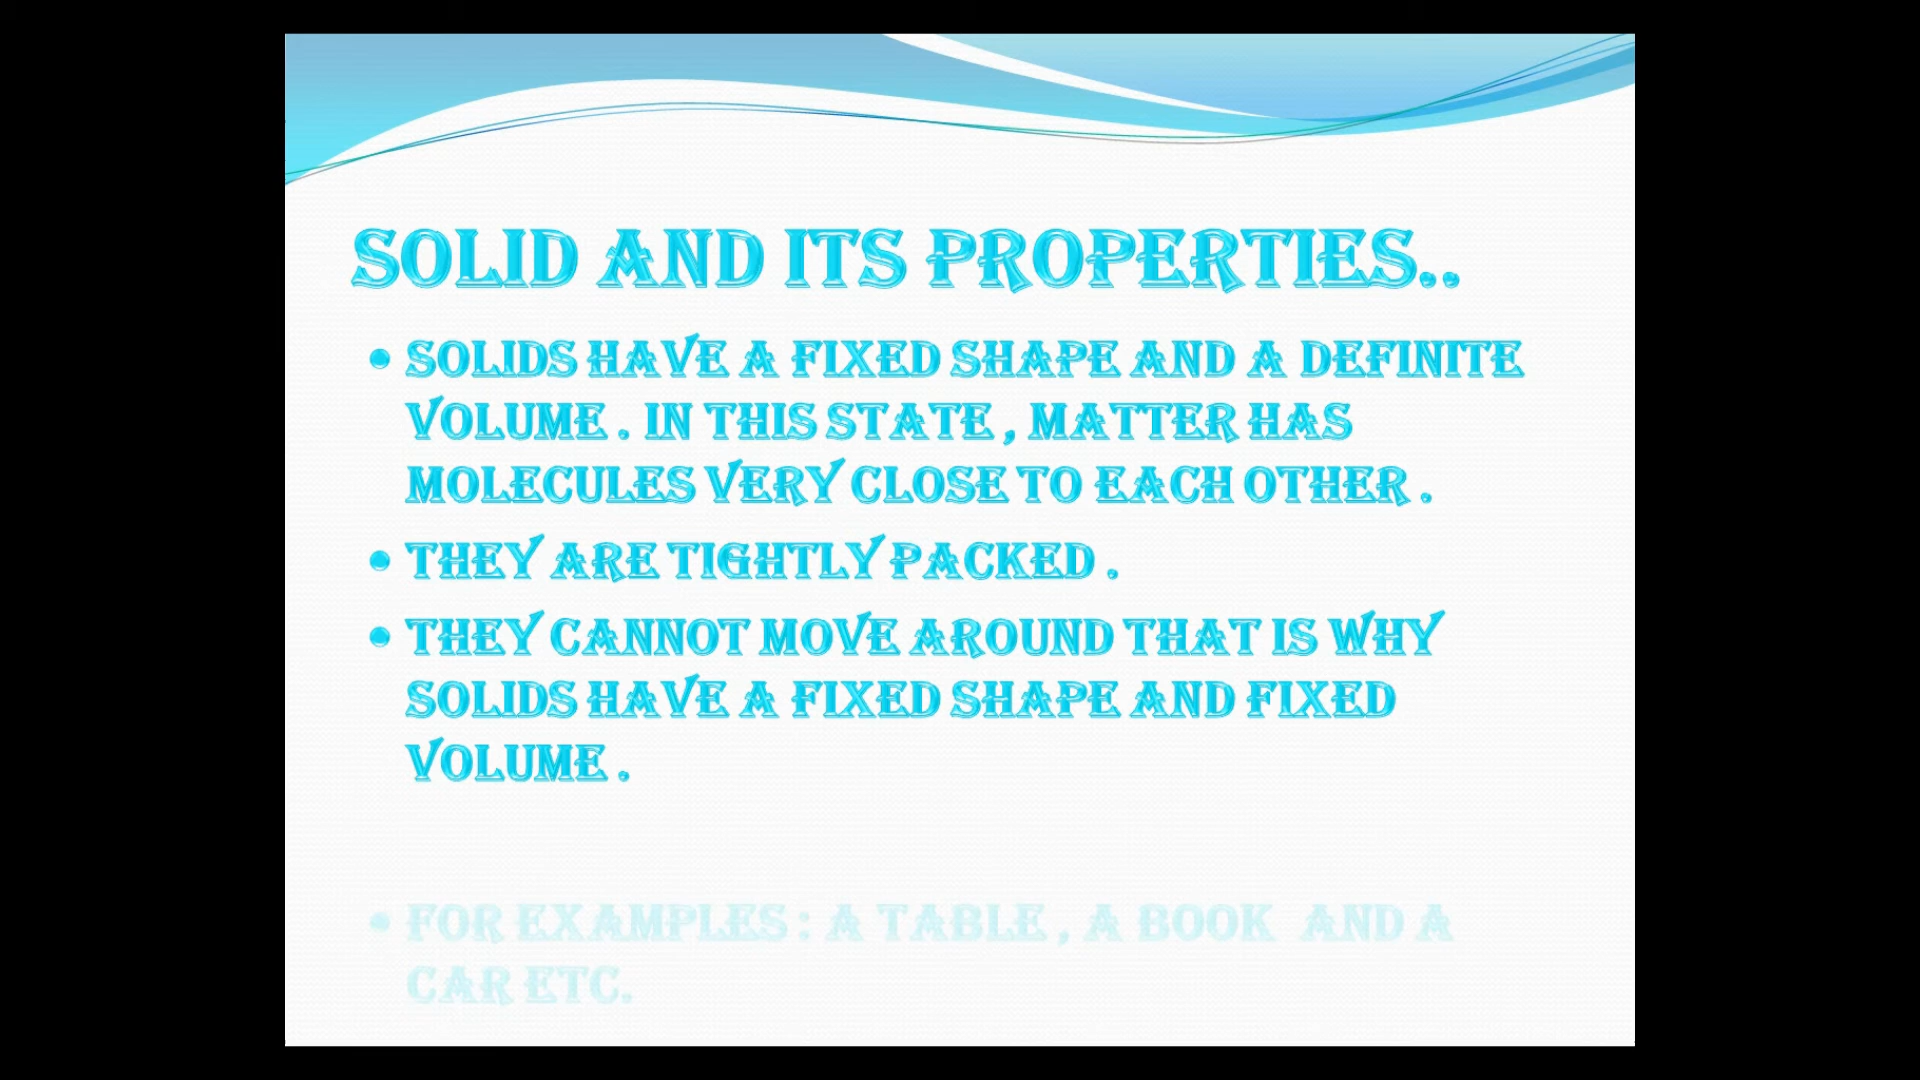 SOLID AND ITS PROPERTIES..
• SOLIDS HAVE A FIXED SHAPE AND A DEFINITE
VOLUME . IN THIS STATE , MATTER HAS
MOLECULES VERY CLOSE TO EACH OTHER .
• THEY ARE TIGHTLY PACKED .
• THEY CANNOT MOVE AROUND THAT IS WHY
SOLIDS HAVE A FIXED SHAPE AND FIXED
VOLUME .
• FOR EXAMPLES : A TABLE , A BOOK AND A
CAR ETC.